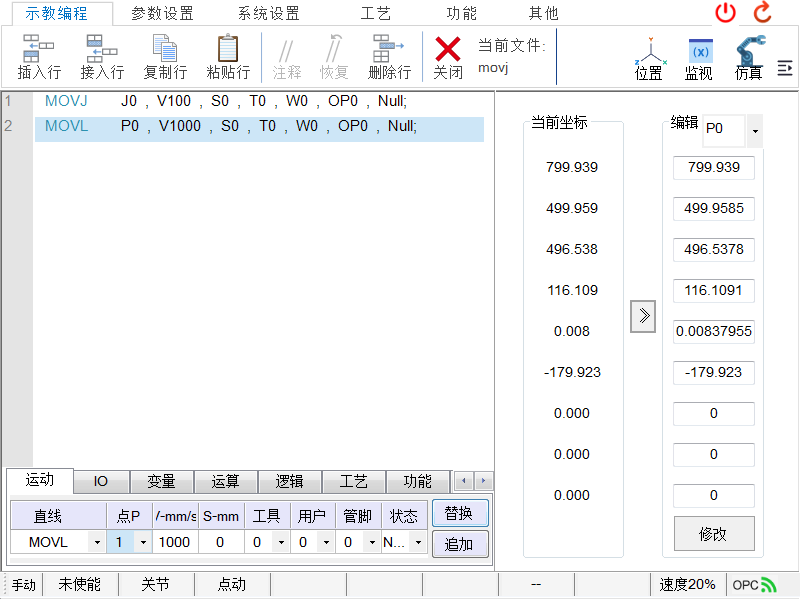 示教编程 参数设置 系统设置 工艺 功能 其他
插入行 接入行 复制行 粘贴行 注释 恢复 删除行 关闭 当前文件: movj 位置 (x) 监视 仿真
1 MOVJ J0 , V100 , S0 , T0 , W0 , OP0 , Null;
2 MOVL P0 , V1000 , S0 , T0 , W0 , OP0 , Null;
当前坐标
799.939
499.959
496.538
116.109
0.008
-179.923
0.000
0.000
0.000
编辑 P0
799.939
499.9585
496.5378
116.1091
0.00837955
-179.923
0
0
0
修改
运动 IO 变量 运算 逻辑 工艺 功能
直线 点P /-mm/s S-mm 工具 用户 管脚 状态 替换
MOVL 1 1000 0 0 0 0 N... 追加
手动 未使能 关节 点动 -- 速度20% OPC